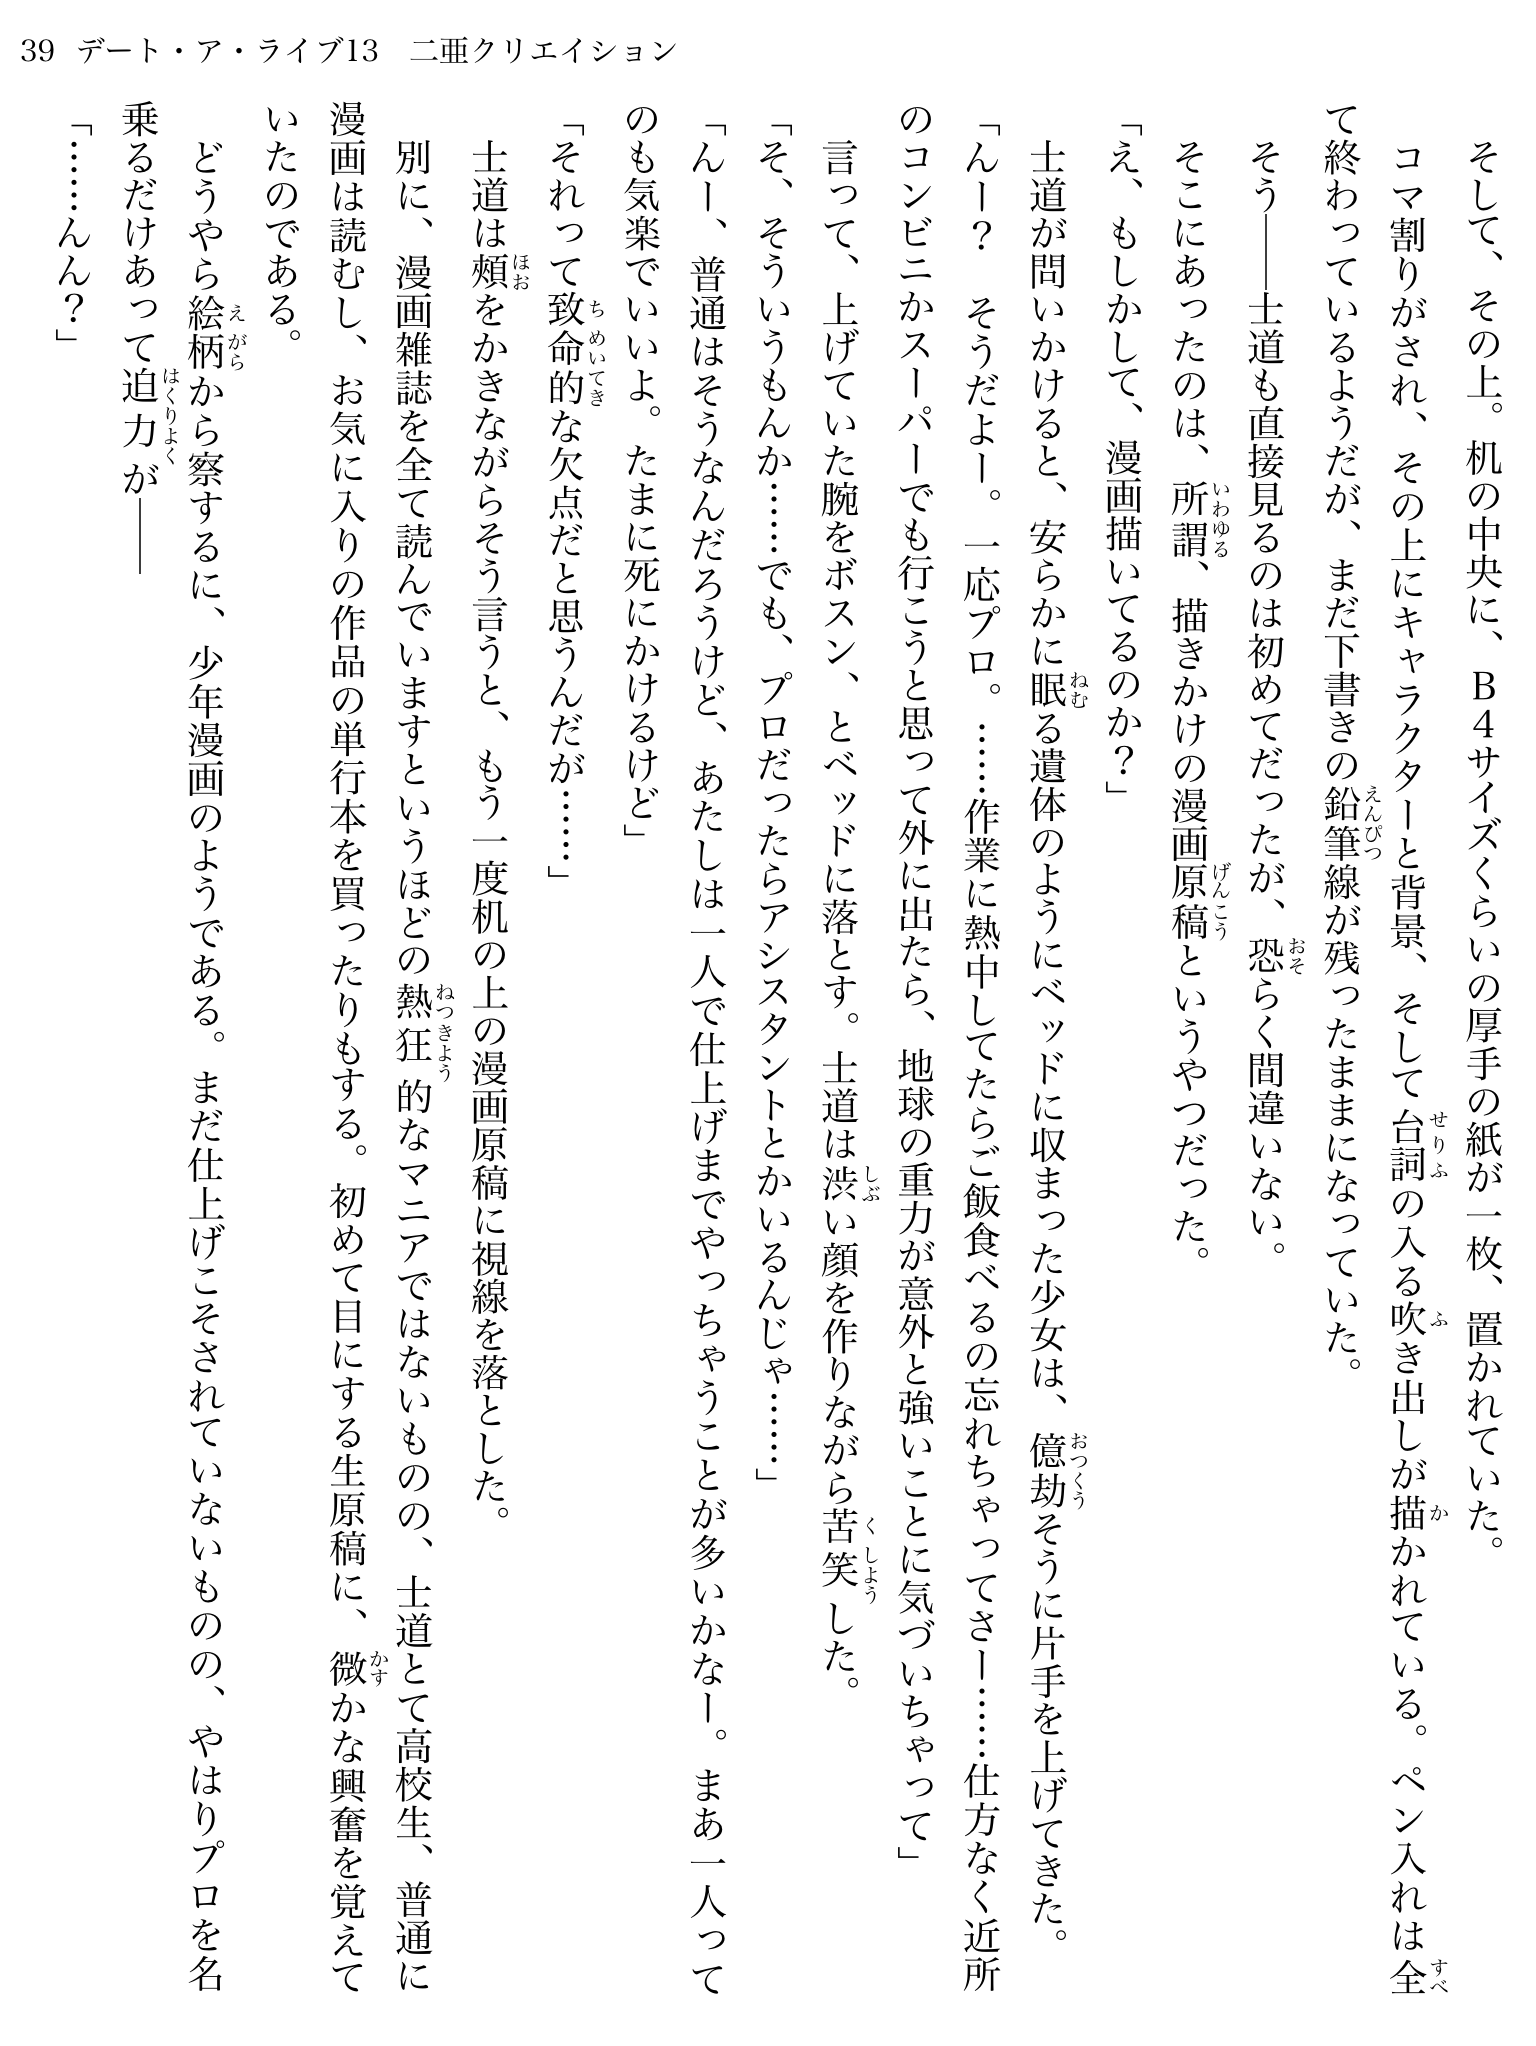 39 デート・ア・ライブ13　二亜クリエイション
　そして、その上。机の中央に、Ｂ４サイズくらいの厚手の紙が一枚、置かれていた。
　コマ割りがされ、その上にキャラクターと背景、そして台詞の入る吹き出しが描かれている。ペン入れは全
て終わっているようだが、まだ下書きの鉛筆線が残ったままになっていた。
　そう――士道も直接見るのは初めてだったが、恐らく間違いない。
　そこにあったのは、所謂、描きかけの漫画原稿というやつだった。
「え、もしかして、漫画描いてるのか？」
　士道が問いかけると、安らかに眠る遺体のようにベッドに収まった少女は、億劫そうに片手を上げてきた。
「んー？　そうだよー。一応プロ。……作業に熱中してたらご飯食べるの忘れちゃってさー……仕方なく近所
のコンビニかスーパーでも行こうと思って外に出たら、地球の重力が意外と強いことに気づいちゃって」
　言って、上げていた腕をボスン、とベッドに落とす。士道は渋い顔を作りながら苦笑した。
「そ、そういうもんか……でも、プロだったらアシスタントとかいるんじゃ……」
「んー、普通はそうなんだろうけど、あたしは一人で仕上げまでやっちゃうことが多いかなー。まあ一人って
のも気楽でいいよ。たまに死にかけるけど」
「それって致命的な欠点だと思うんだが……」
　士道は頰をかきながらそう言うと、もう一度机の上の漫画原稿に視線を落とした。
　別に、漫画雑誌を全て読んでいますというほどの熱狂的なマニアではないものの、士道とて高校生、普通に
漫画は読むし、お気に入りの作品の単行本を買ったりもする。初めて目にする生原稿に、微かな興奮を覚えて
いたのである。
　どうやら絵柄から察するに、少年漫画のようである。まだ仕上げこそされていないものの、やはりプロを名
乗るだけあって迫力が――
「……んん？」